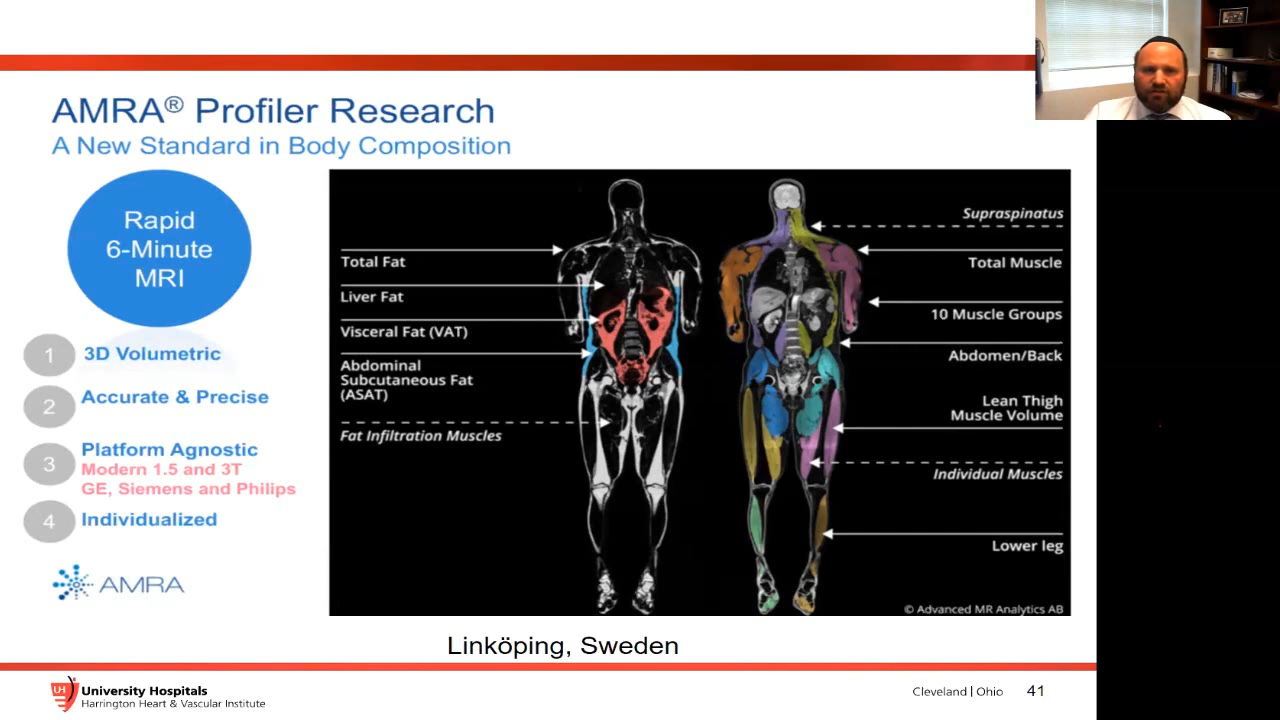 AMRA® Profiler Research
A New Standard in Body Composition
Rapid
6-Minute
MRI
1
3D Volumetric
2
Accurate & Precise
3
Platform Agnostic
Modern 1.5 and 3T
GE, Siemens and Philips
4
Individualized
AMRA
Total Fat
Liver Fat
Visceral Fat (VAT)
Abdominal
Subcutaneous Fat
(ASAT)
Fat Infiltration Muscles
Supraspinatus
Total Muscle
10 Muscle Groups
Abdomen/Back
Lean Thigh
Muscle Volume
Individual Muscles
Lower leg
© Advanced MR Analytics AB
Linköping, Sweden
UH
University Hospitals
Harrington Heart & Vascular Institute
Cleveland | Ohio
41